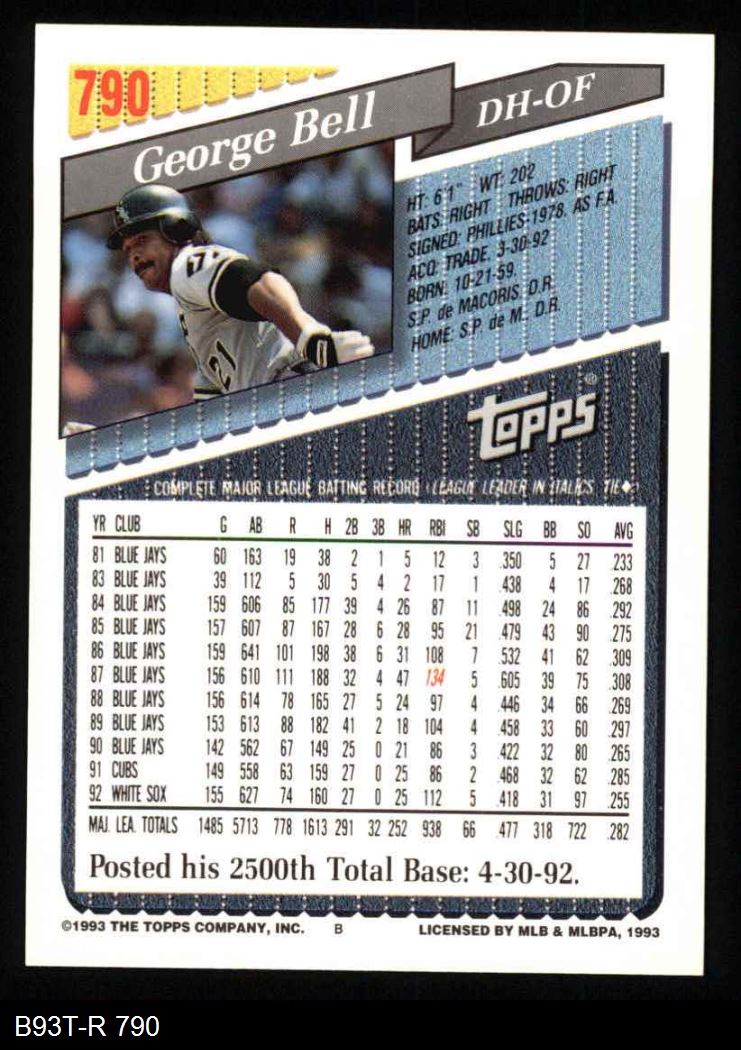 790
George Bell
DH-OF
HT: 6'1" WT: 202
BATS: RIGHT THROWS: RIGHT
SIGNED: PHILLIES-1978, AS F.A.
ACQ: TRADE, 3-30-92
BORN: 10-21-59,
S.P. de MACORIS, D.R.
HOME: S.P. de M., D.R.
21
TOPPS ®
COMPLETE MAJOR LEAGUE BATTING RECORD (LEAGUE LEADER IN ITALICS, TIE ◆)
YR CLUB G AB R H 2B 3B HR RBI SB SLG BB SO AVG
81 BLUE JAYS 60 163 19 38 2 1 5 12 3 .350 5 27 .233
83 BLUE JAYS 39 112 5 30 5 4 2 17 1 .438 4 17 .268
84 BLUE JAYS 159 606 85 177 39 4 26 87 11 .498 24 86 .292
85 BLUE JAYS 157 607 87 167 28 6 28 95 21 .479 43 90 .275
86 BLUE JAYS 159 641 101 198 38 6 31 108 7 .532 41 62 .309
87 BLUE JAYS 156 610 111 188 32 4 47 134 5 .605 39 75 .308
88 BLUE JAYS 156 614 78 165 27 5 24 97 4 .446 34 66 .269
89 BLUE JAYS 153 613 88 182 41 2 18 104 4 .458 33 60 .297
90 BLUE JAYS 142 562 67 149 25 0 21 86 3 .422 32 80 .265
91 CUBS 149 558 63 159 27 0 25 86 2 .468 32 62 .285
92 WHITE SOX 155 627 74 160 27 0 25 112 5 .418 31 97 .255
MAJ. LEA. TOTALS 1485 5713 778 1613 291 32 252 938 66 .477 318 722 .282
Posted his 2500th Total Base: 4-30-92.
©1993 THE TOPPS COMPANY, INC. B LICENSED BY MLB & MLBPA, 1993
B93T-R 790